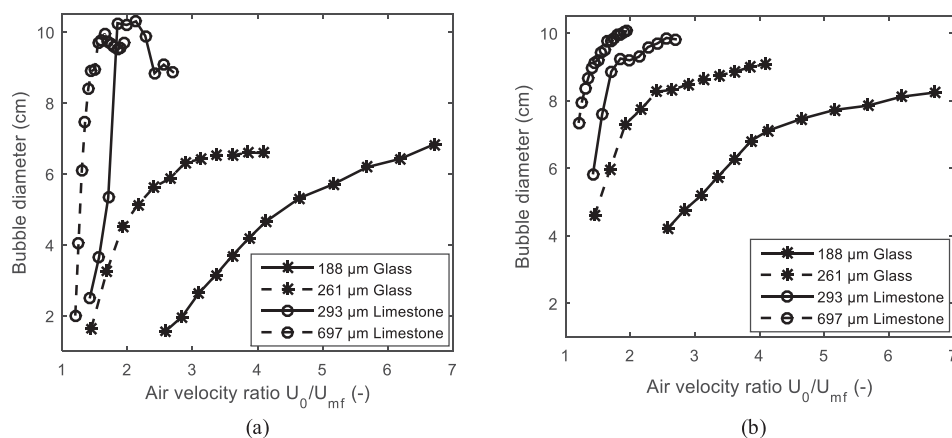 10
8
6
4
2
Bubble diameter (cm)
188 µm Glass
261 µm Glass
293 µm Limestone
697 µm Limestone
1 2 3 4 5 6 7
Air velocity ratio U0/Umf (-)
(a)
10
8
6
4
2
Bubble diameter (cm)
188 µm Glass
261 µm Glass
293 µm Limestone
697 µm Limestone
1 2 3 4 5 6 7
Air velocity ratio U0/Umf (-)
(b)